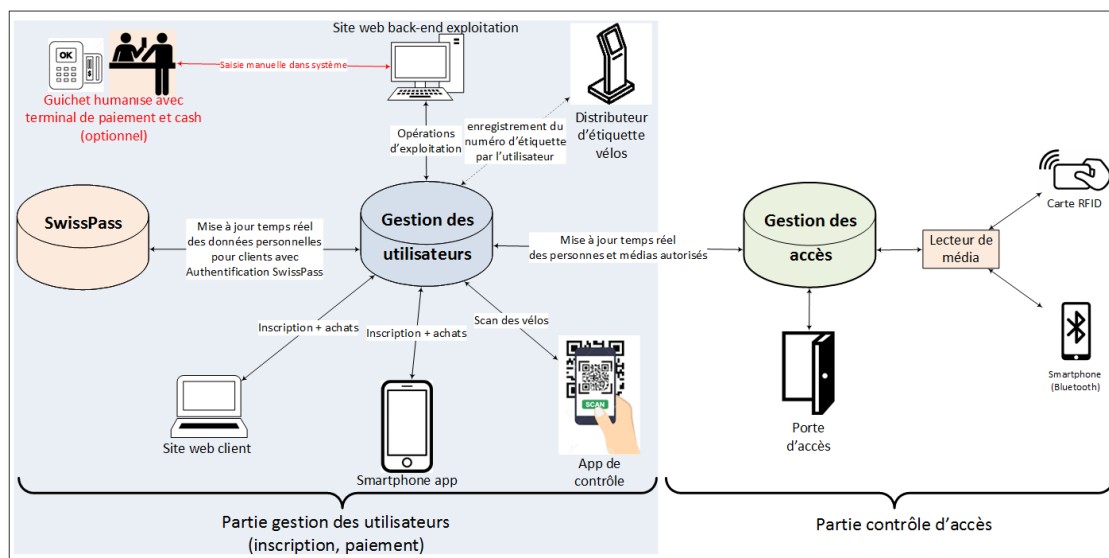 Site web back-end exploitation
OK
$
Saisie manuelle dans système
Guichet humanise avec
terminal de paiement et cash
(optionnel)
Opérations
d'exploitation
enregistrement du
numéro d'étiquette
par l'utilisateur
Distributeur
d'étiquette
vélos
SwissPass
Mise à jour temps réel
des données personnelles
pour clients avec
Authentification SwissPass
Gestion des
utilisateurs
Mise à jour temps réel
des personnes et médias autorisés
Gestion des
accès
Lecteur de
média
Carte RFID
Smartphone
(Bluetooth)
Inscription + achats
Inscription + achats
Scan des vélos
SCAN
Site web client
Smartphone app
App de
contrôle
Porte
d'accès
Partie gestion des utilisateurs
(inscription, paiement)
Partie contrôle d'accès